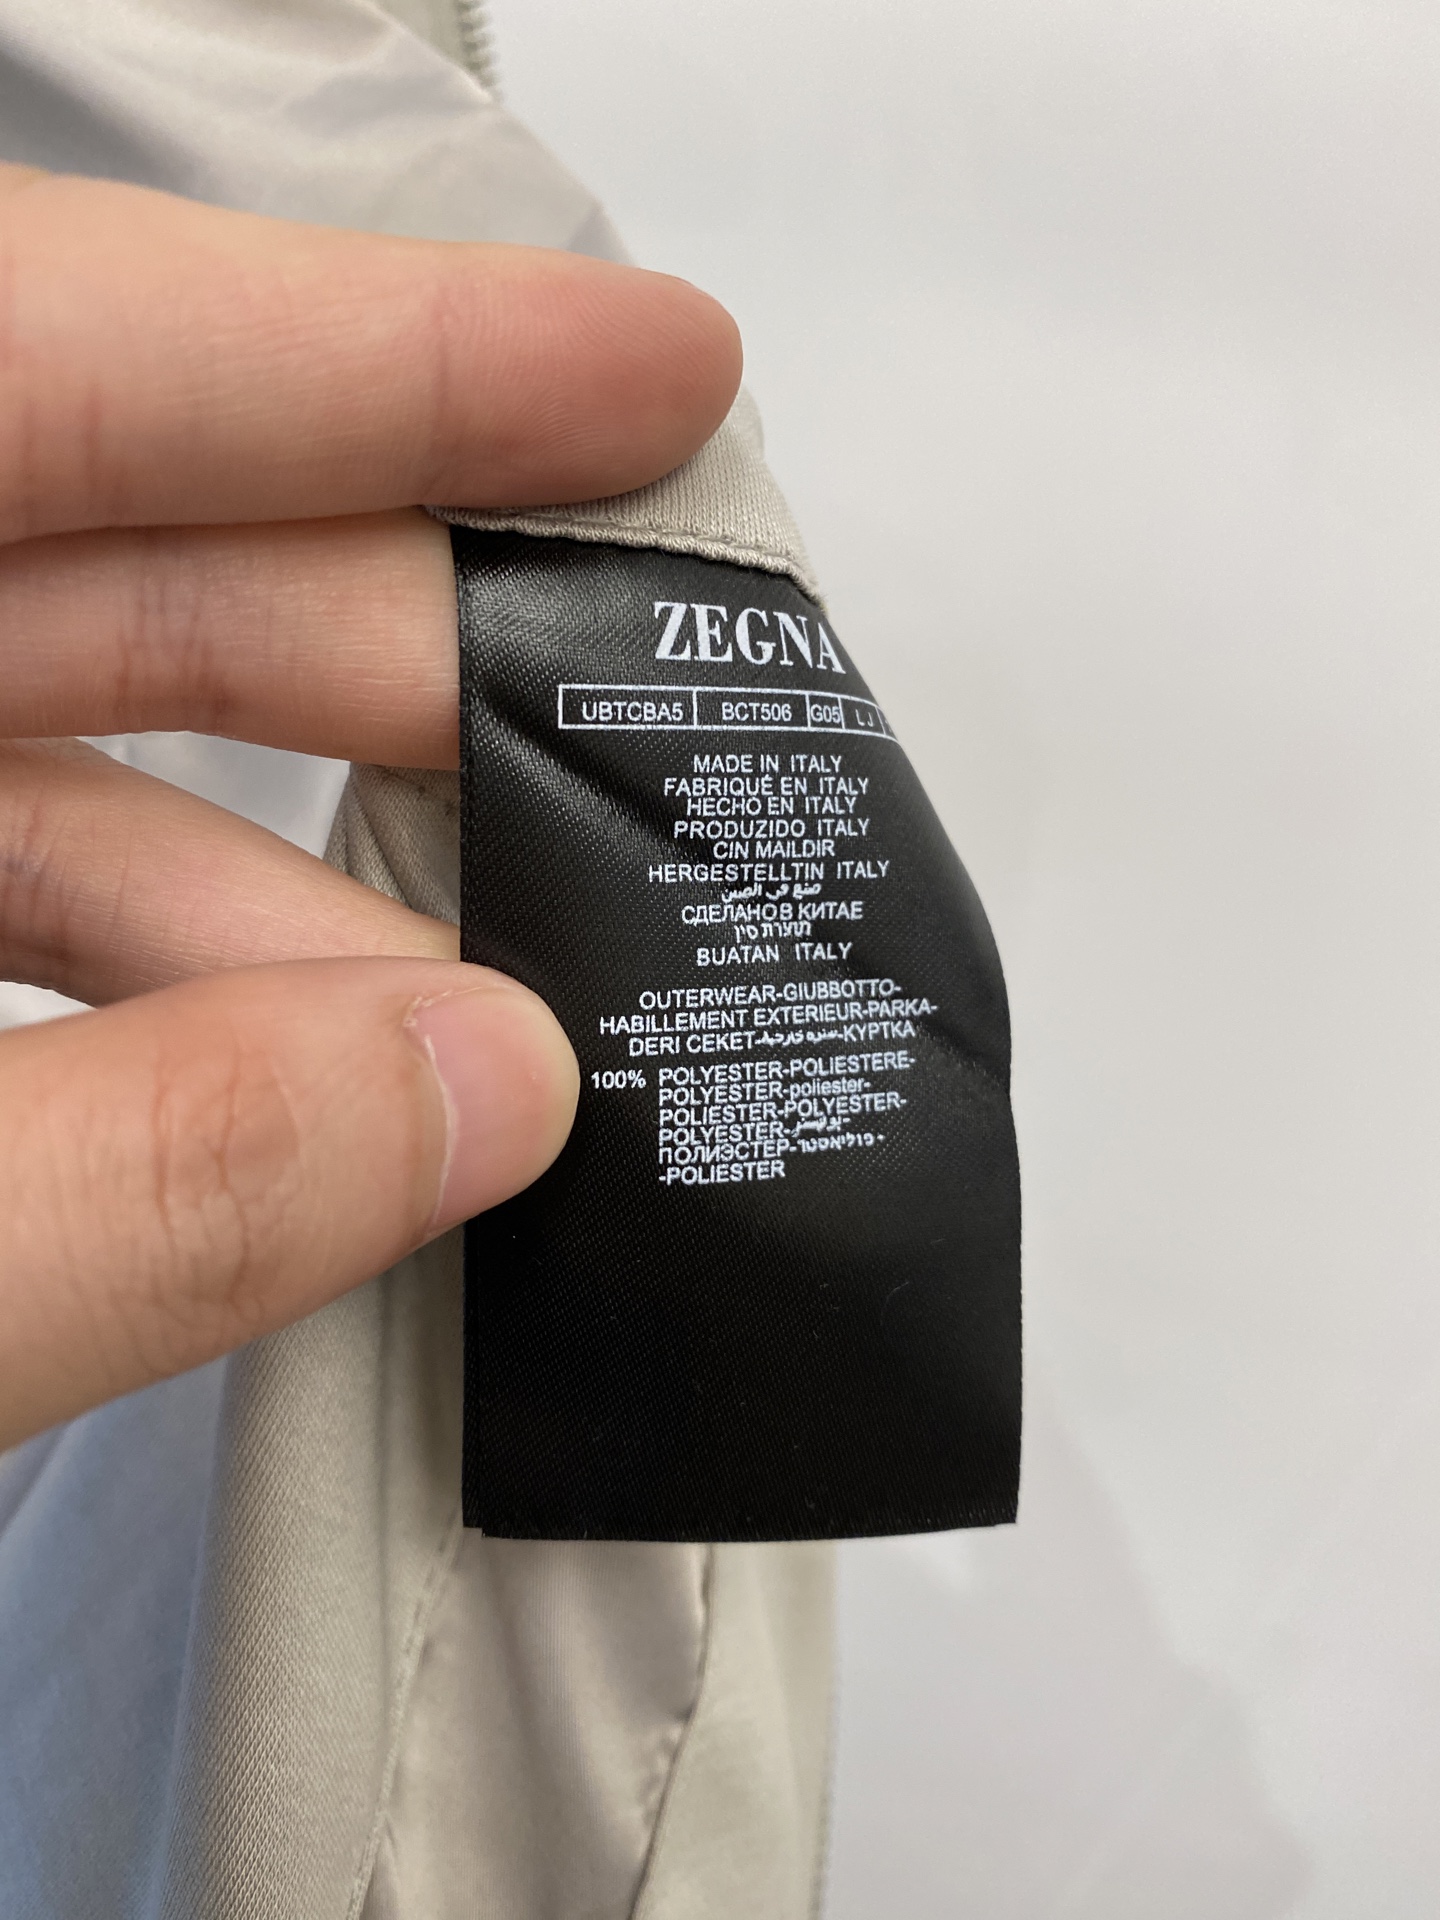 ZEGNA
UBTCBA5 BCT506 G05 LJ
MADE IN ITALY
FABRIQUÉ EN ITALY
HECHO EN ITALY
PRODUZIDO ITALY
CIN MAILDIR
HERGESTELLTIN ITALY
صنع في الصين
СДЕЛАНО В КИТАЕ
תוצרת סין
BUATAN ITALY
OUTERWEAR-GIUBBOTTO-
HABILLEMENT EXTERIEUR-PARKA-
DERI CEKET-سترة خارجية-КУРТКА
100% POLYESTER-POLIESTERE-
POLYESTER-poliester-
POLIESTER-POLYESTER-
POLYESTER-بوليستر-
ПОЛИЭСТЕР-פוליאסטר-
-POLIESTER